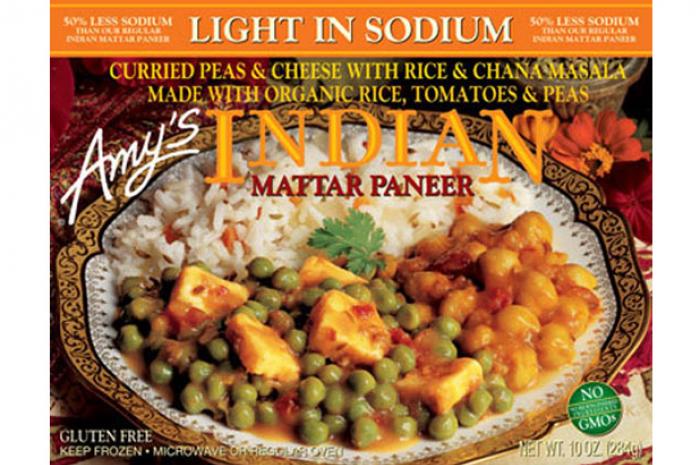 50% LESS SODIUM
THAN OUR REGULAR
INDIAN MATTAR PANEER
LIGHT IN SODIUM
50% LESS SODIUM
THAN OUR REGULAR
INDIAN MATTAR PANEER
CURRIED PEAS & CHEESE WITH RICE & CHANA MASALA
MADE WITH ORGANIC RICE, TOMATOES & PEAS
Amy's
INDIAN
MATTAR PANEER
NO
GMOs
GLUTEN FREE
KEEP FROZEN • MICROWAVE OR REGULAR OVEN
NET WT. 10 OZ. (284g)